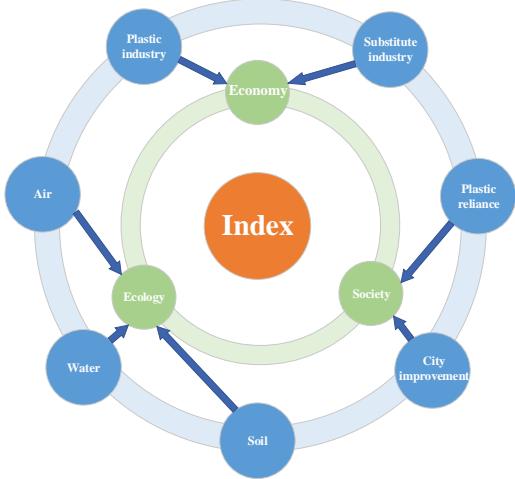 Plastic
industry
Substitute
industry
Economy
Air
Index
Plastic
reliance
Ecology
Society
Water
City
improvement
Soil